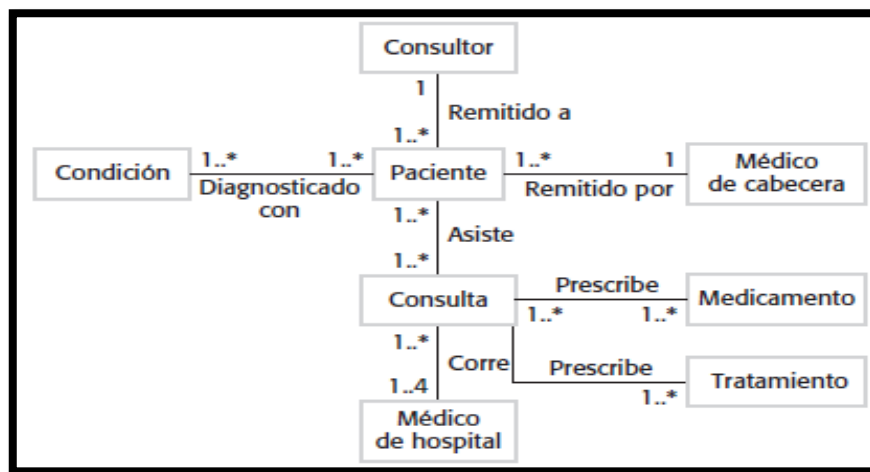 Consultor
1
Remitido a
1..*
Condición
1..*
1..*
Diagnosticado
con
Paciente
1..*
1
Remitido por
Médico
de cabecera
1..*
Asiste
1..*
Consulta
Prescribe
1..*
1..*
Medicamento
1..*
Corre
1..4
Prescribe
1..*
Tratamiento
Médico
de hospital